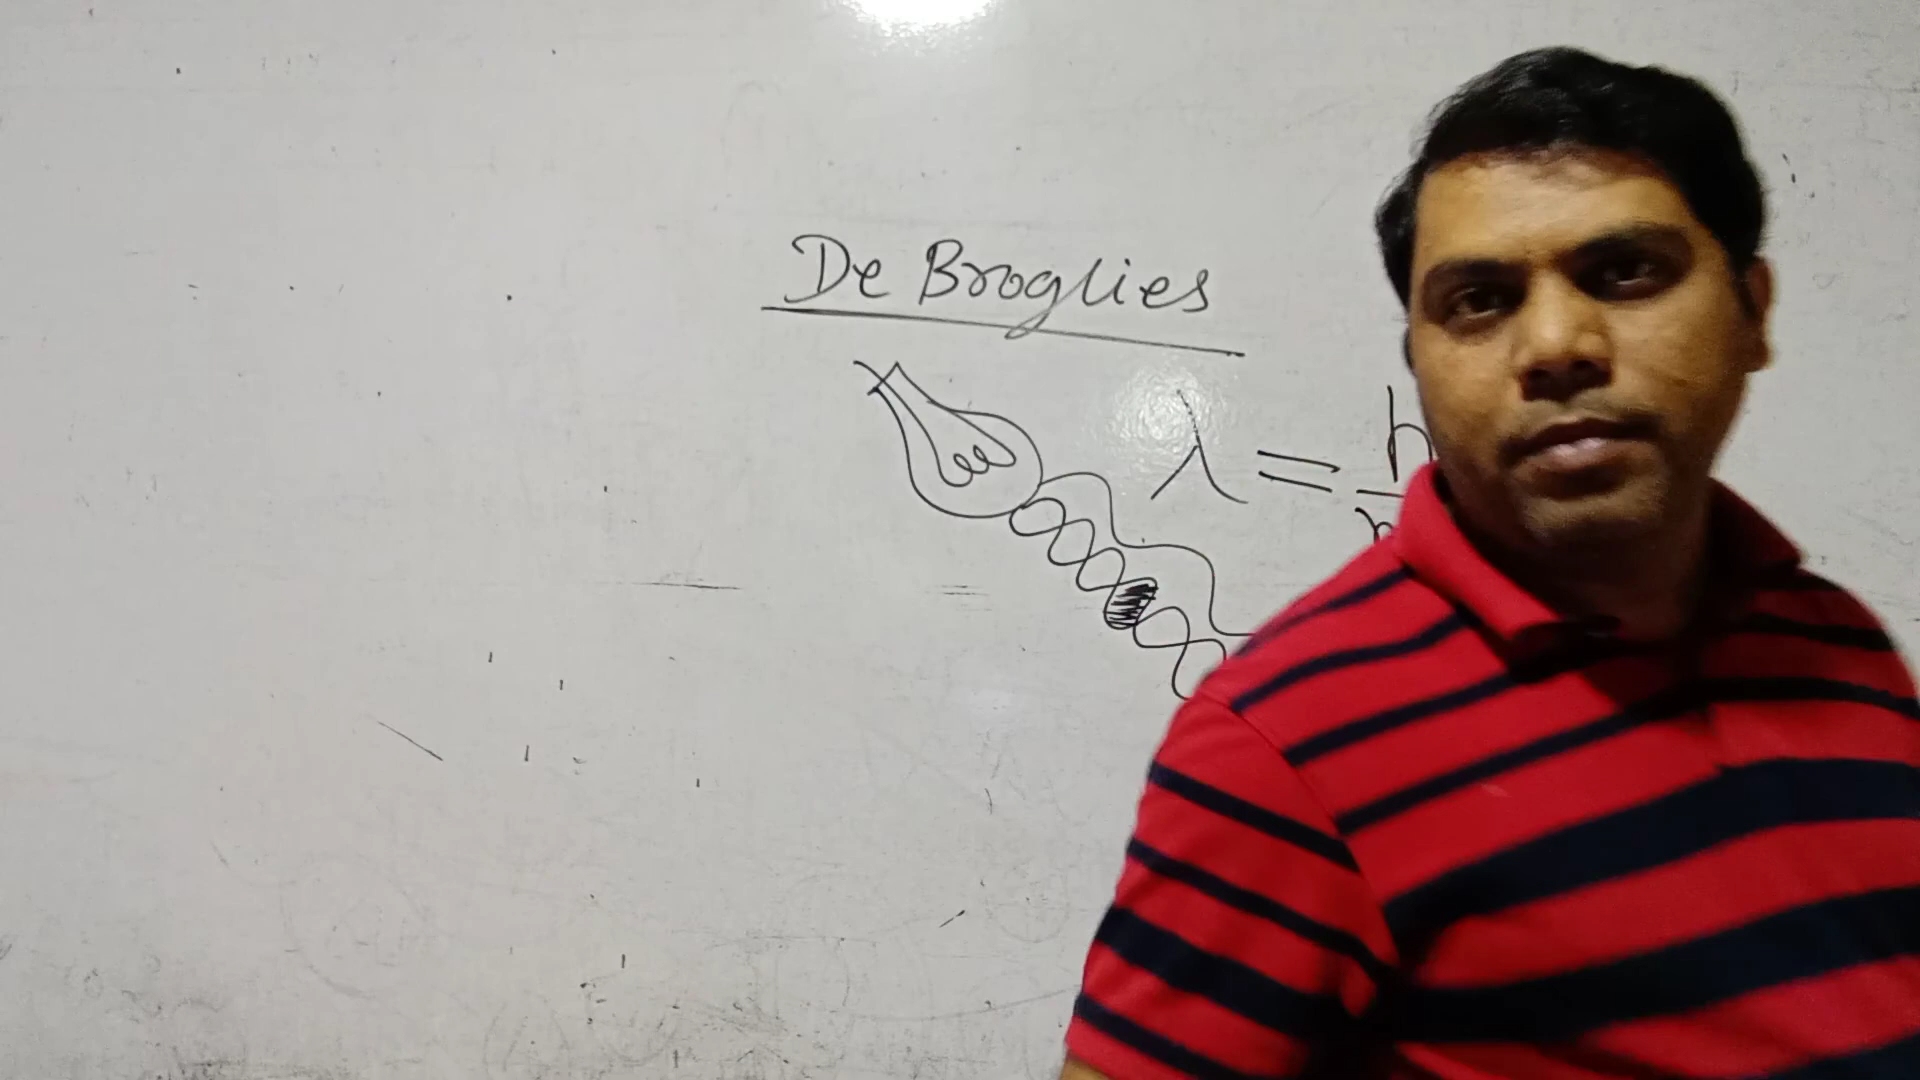 De Broglies
λ = h